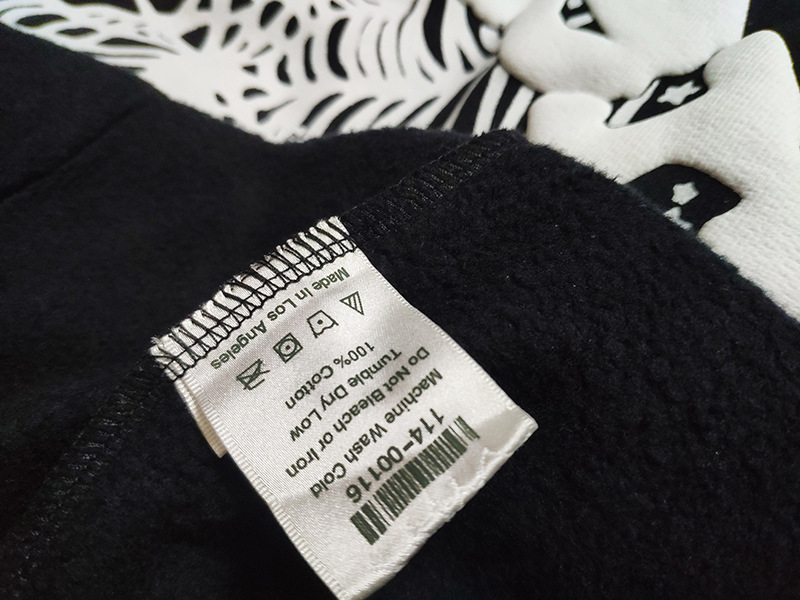 114-00116
Machine Wash Cold
Do Not Bleach or Iron
Tumble Dry Low
100% Cotton
Made in Los Angeles